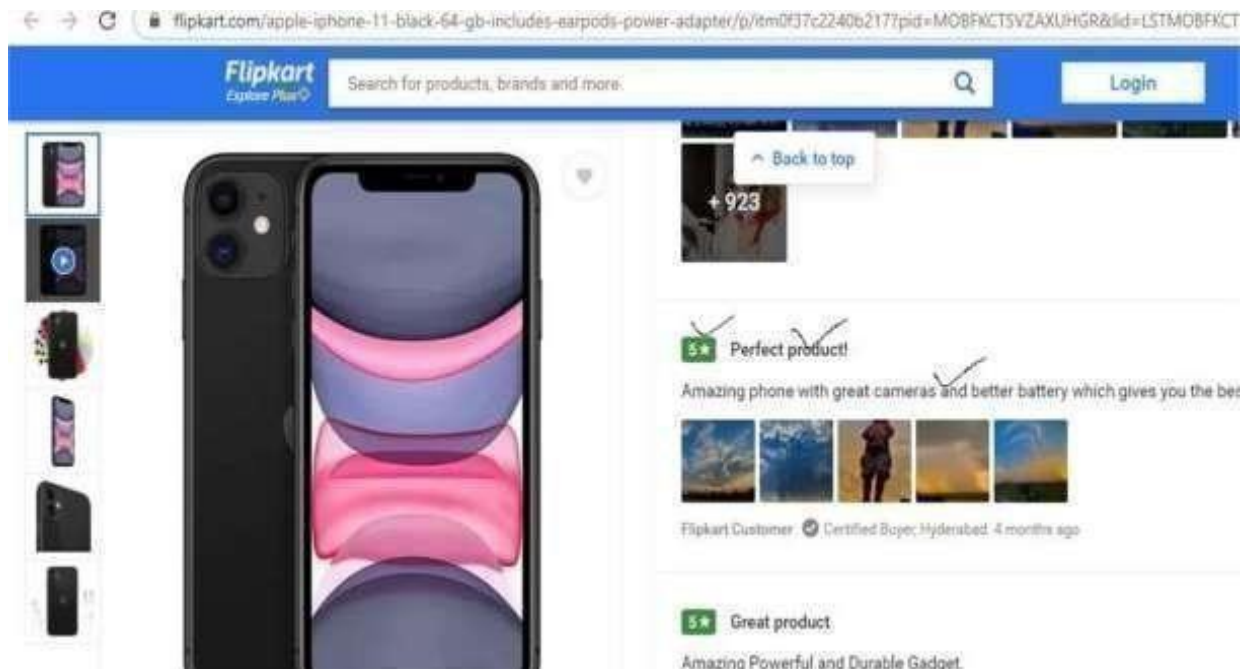 flipkart.com/apple-iphone-11-black-64-gb-includes-earpods-power-adapter/p/itm0f37c2240b217?pid=MOBFKCTSVZAXUHGR&lid=LSTMOBFKCT
Flipkart
Explore Plus
Search for products, brands and more.
Login
Back to top
+ 923
5★ Perfect product!
Amazing phone with great cameras and better battery which gives you the bes
Flipkart Customer Certified Buyer, Hyderabad 4 months ago
5★ Great product
Amazing Powerful and Durable Gadget.